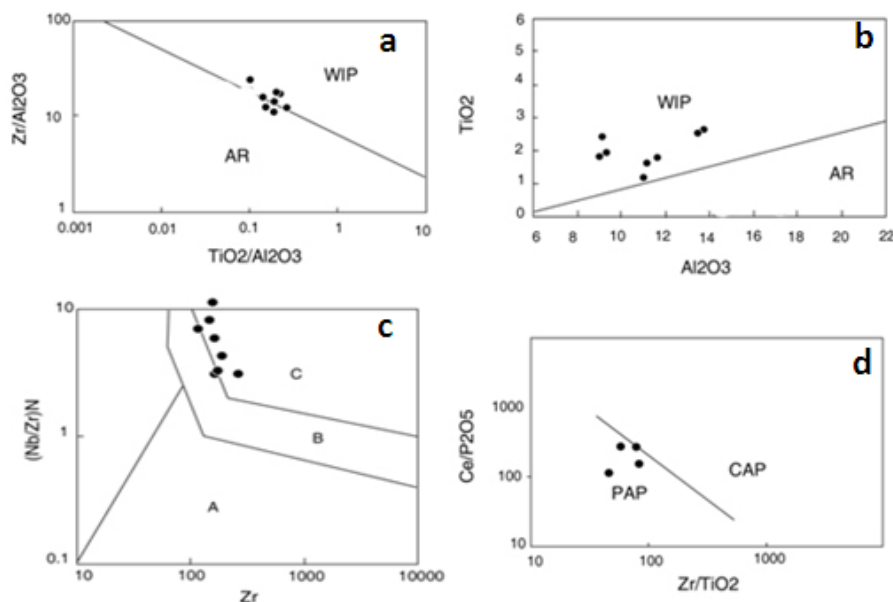 a
100
10
1
Zr/Al2O3
WIP
AR
0.001 0.01 0.1 1 10
TiO2/Al2O3
b
6
5
4
3
2
1
0
TiO2
WIP
AR
6 8 10 12 14 16 18 20 22
Al2O3
c
10
1
0.1
(Nb/Zr)N
C
B
A
10 100 1000 10000
Zr
d
1000
100
10
Ce/P2O5
CAP
PAP
10 100 1000
Zr/TiO2